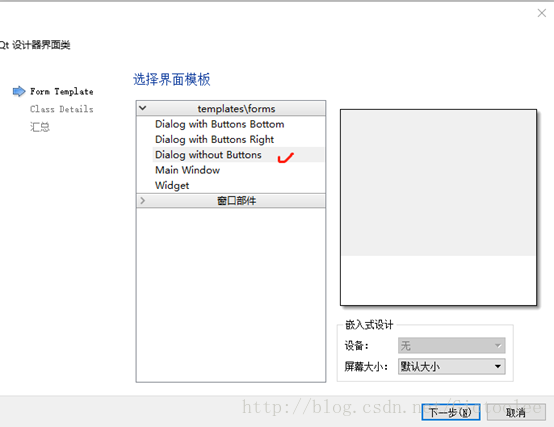 Qt 设计器界面类
Form Template
Class Details
汇总
选择界面模板
templates\forms
Dialog with Buttons Bottom
Dialog with Buttons Right
Dialog without Buttons
Main Window
Widget
窗口部件
嵌入式设计
设备： 无
屏幕大小： 默认大小
http://blog.csdn.net/
下一步(N) 取消